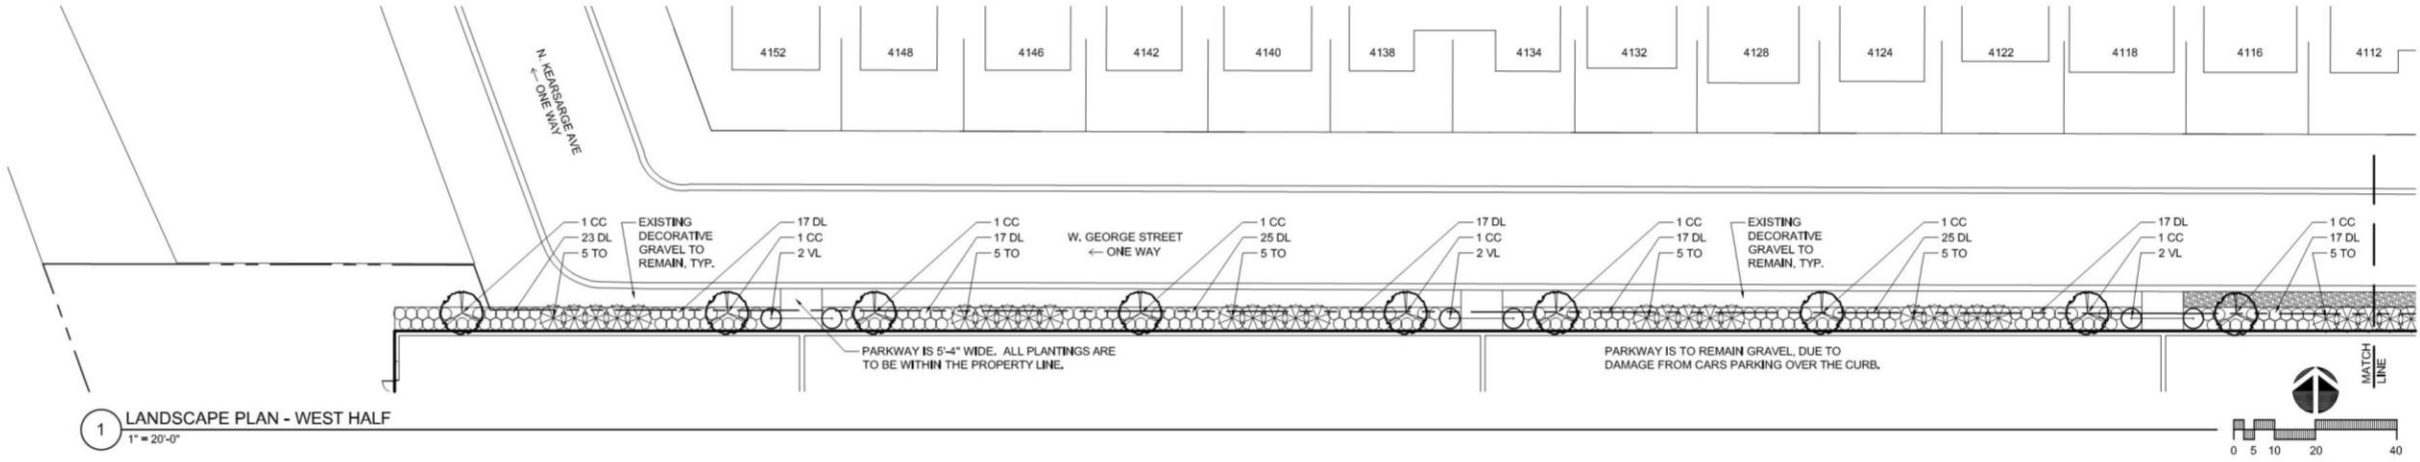 4152
4148
4146
4142
4140
4138
4134
4132
4128
4124
4122
4118
4116
4112
N. KEARSARGE AVE
← ONE WAY
1 CC
23 DL
5 TO
EXISTING
DECORATIVE
GRAVEL TO
REMAIN, TYP.
17 DL
1 CC
2 VL
1 CC
17 DL
5 TO
W. GEORGE STREET
← ONE WAY
1 CC
25 DL
5 TO
17 DL
1 CC
2 VL
1 CC
17 DL
5 TO
EXISTING
DECORATIVE
GRAVEL TO
REMAIN, TYP.
1 CC
25 DL
5 TO
17 DL
1 CC
2 VL
1 CC
17 DL
5 TO
PARKWAY IS 5'-4" WIDE. ALL PLANTINGS ARE
TO BE WITHIN THE PROPERTY LINE.
PARKWAY IS TO REMAIN GRAVEL, DUE TO
DAMAGE FROM CARS PARKING OVER THE CURB.
MATCH
LINE
1
LANDSCAPE PLAN - WEST HALF
1" = 20'-0"
0 5 10 20 40